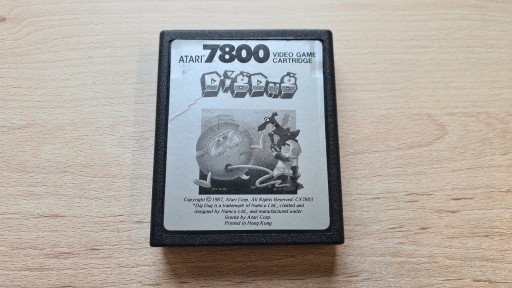 ATARI 7800 VIDEO GAME CARTRIDGE
Dig Dug
Copyright © 1987, Atari Corp. All Rights Reserved. CX7803
"Dig Dug is a trademark of Namco Ltd., created and
designed by Namco Ltd., and manufactured under
license by Atari Corp.
Printed in Hong Kong